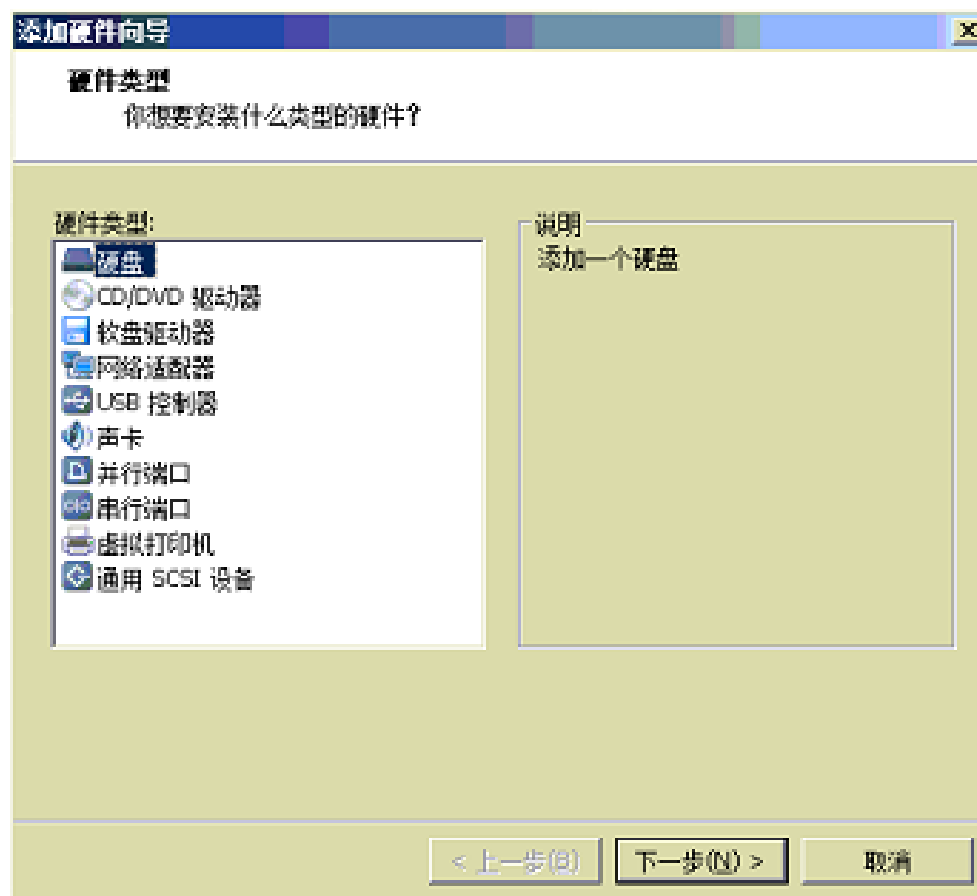 添加硬件向导
硬件类型
你想要安装什么类型的硬件?
硬件类型:
硬盘
CD/DVD 驱动器
软盘驱动器
网络适配器
USB 控制器
声卡
并行端口
串行端口
虚拟打印机
通用 SCSI 设备
说明
添加一个硬盘
< 上一步(B)
下一步(N) >
取消